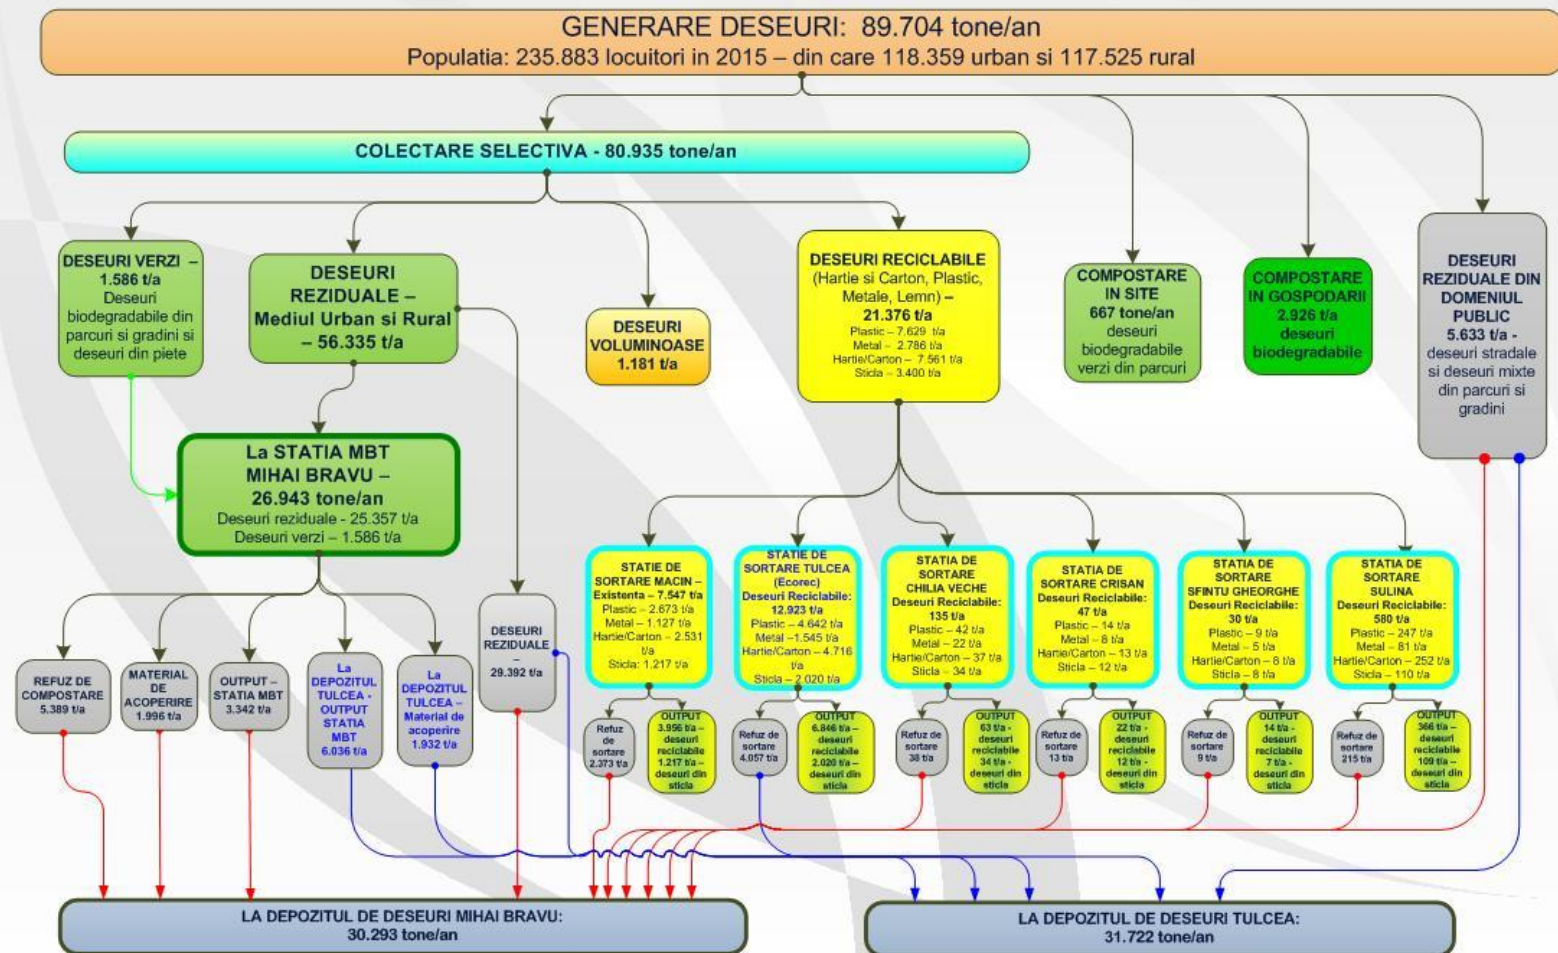 GENERARE DESEURI: 89.704 tone/an
Populatia: 235.883 locuitori in 2015 – din care 118.359 urban si 117.525 rural
COLECTARE SELECTIVA - 80.935 tone/an
DESEURI VERZI –
1.586 t/a
Deseuri
biodegradabile din
parcuri si gradini si
deseuri din piete
DESEURI
REZIDUALE –
Mediul Urban si Rural
– 56.335 t/a
DESEURI
VOLUMINOASE
1.181 t/a
DESEURI RECICLABILE
(Hartie si Carton, Plastic,
Metale, Lemn) –
21.376 t/a
Plastic – 7.629 t/a
Metal – 2.786 t/a
Hartie/Carton – 7.561 t/a
Sticla – 3.400 t/a
COMPOSTARE
IN SITE
667 tone/an
deseuri
biodegradabile
verzi din parcuri
COMPOSTARE
IN GOSPODARII
2.926 t/a
deseuri
biodegradabile
DESEURI
REZIDUALE DIN
DOMENIUL
PUBLIC
5.633 t/a -
deseuri stradale
si deseuri mixte
din parcuri si
gradini
La STATIA MBT
MIHAI BRAVU –
26.943 tone/an
Deseuri reziduale - 25.357 t/a
Deseuri verzi – 1.586 t/a
STATIE DE
SORTARE MACIN –
Existenta – 7.547 t/a
Plastic – 2.673 t/a
Metal – 1.127 t/a
Hartie/Carton – 2.531
t/a
Sticla: 1.217 t/a
STATIE DE
SORTARE TULCEA
(Ecorec)
Deseuri Reciclabile:
12.923 t/a
Plastic – 4.642 t/a
Metal –1.545 t/a
Hartie/Carton – 4.716
t/a
Sticla – 2.020 t/a
STATIA DE
SORTARE
CHILIA VECHE
Deseuri Reciclabile:
135 t/a
Plastic – 42 t/a
Metal – 22 t/a
Hartie/Carton – 37 t/a
Sticla – 34 t/a
STATIA DE
SORTARE CRISAN
Deseuri Reciclabile:
47 t/a
Plastic – 14 t/a
Metal – 8 t/a
Hartie/Carton – 13 t/a
Sticla – 12 t/a
STATIA DE
SORTARE
SFINTU GHEORGHE
Deseuri Reciclabile:
30 t/a
Plastic – 9 t/a
Metal – 5 t/a
Hartie/Carton – 8 t/a
Sticla – 8 t/a
STATIA DE
SORTARE
SULINA
Deseuri Reciclabile:
580 t/a
Plastic – 247 t/a
Metal – 81 t/a
Hartie/Carton – 252 t/a
Sticla – 110 t/a
REFUZ DE
COMPOSTARE
5.389 t/a
MATERIAL
DE
ACOPERIRE
1.996 t/a
OUTPUT –
STATIA MBT
3.342 t/a
La
DEPOZITUL
TULCEA -
OUTPUT
STATIA
MBT
6.036 t/a
La
DEPOZITUL
TULCEA –
Material de
acoperire
1.932 t/a
DESEURI
REZIDUALE
–
29.392 t/a
Refuz
de
sortare
2.373 t/a
OUTPUT
3.956 t/a –
deseuri
reciclabile
1.217 t/a –
deseuri din
sticla
Refuz de
sortare
4.057 t/a
OUTPUT
6.846 t/a –
deseuri
reciclabile
2.020 t/a –
deseuri din
sticla
Refuz de
sortare
38 t/a
OUTPUT
63 t/a -
deseuri
reciclabile
34 t/a -
deseuri din
sticla
Refuz de
sortare
13 t/a
OUTPUT
22 t/a -
deseuri
reciclabile
12 t/a -
deseuri din
sticla
Refuz de
sortare
9 t/a
OUTPUT
14 t/a -
deseuri
reciclabile
7 t/a -
deseuri din
sticla
Refuz de
sortare
215 t/a
OUTPUT
366 t/a –
deseuri
reciclabile
109 t/a –
deseuri din
sticla
LA DEPOZITUL DE DESEURI MIHAI BRAVU:
30.293 tone/an
LA DEPOZITUL DE DESEURI TULCEA:
31.722 tone/an